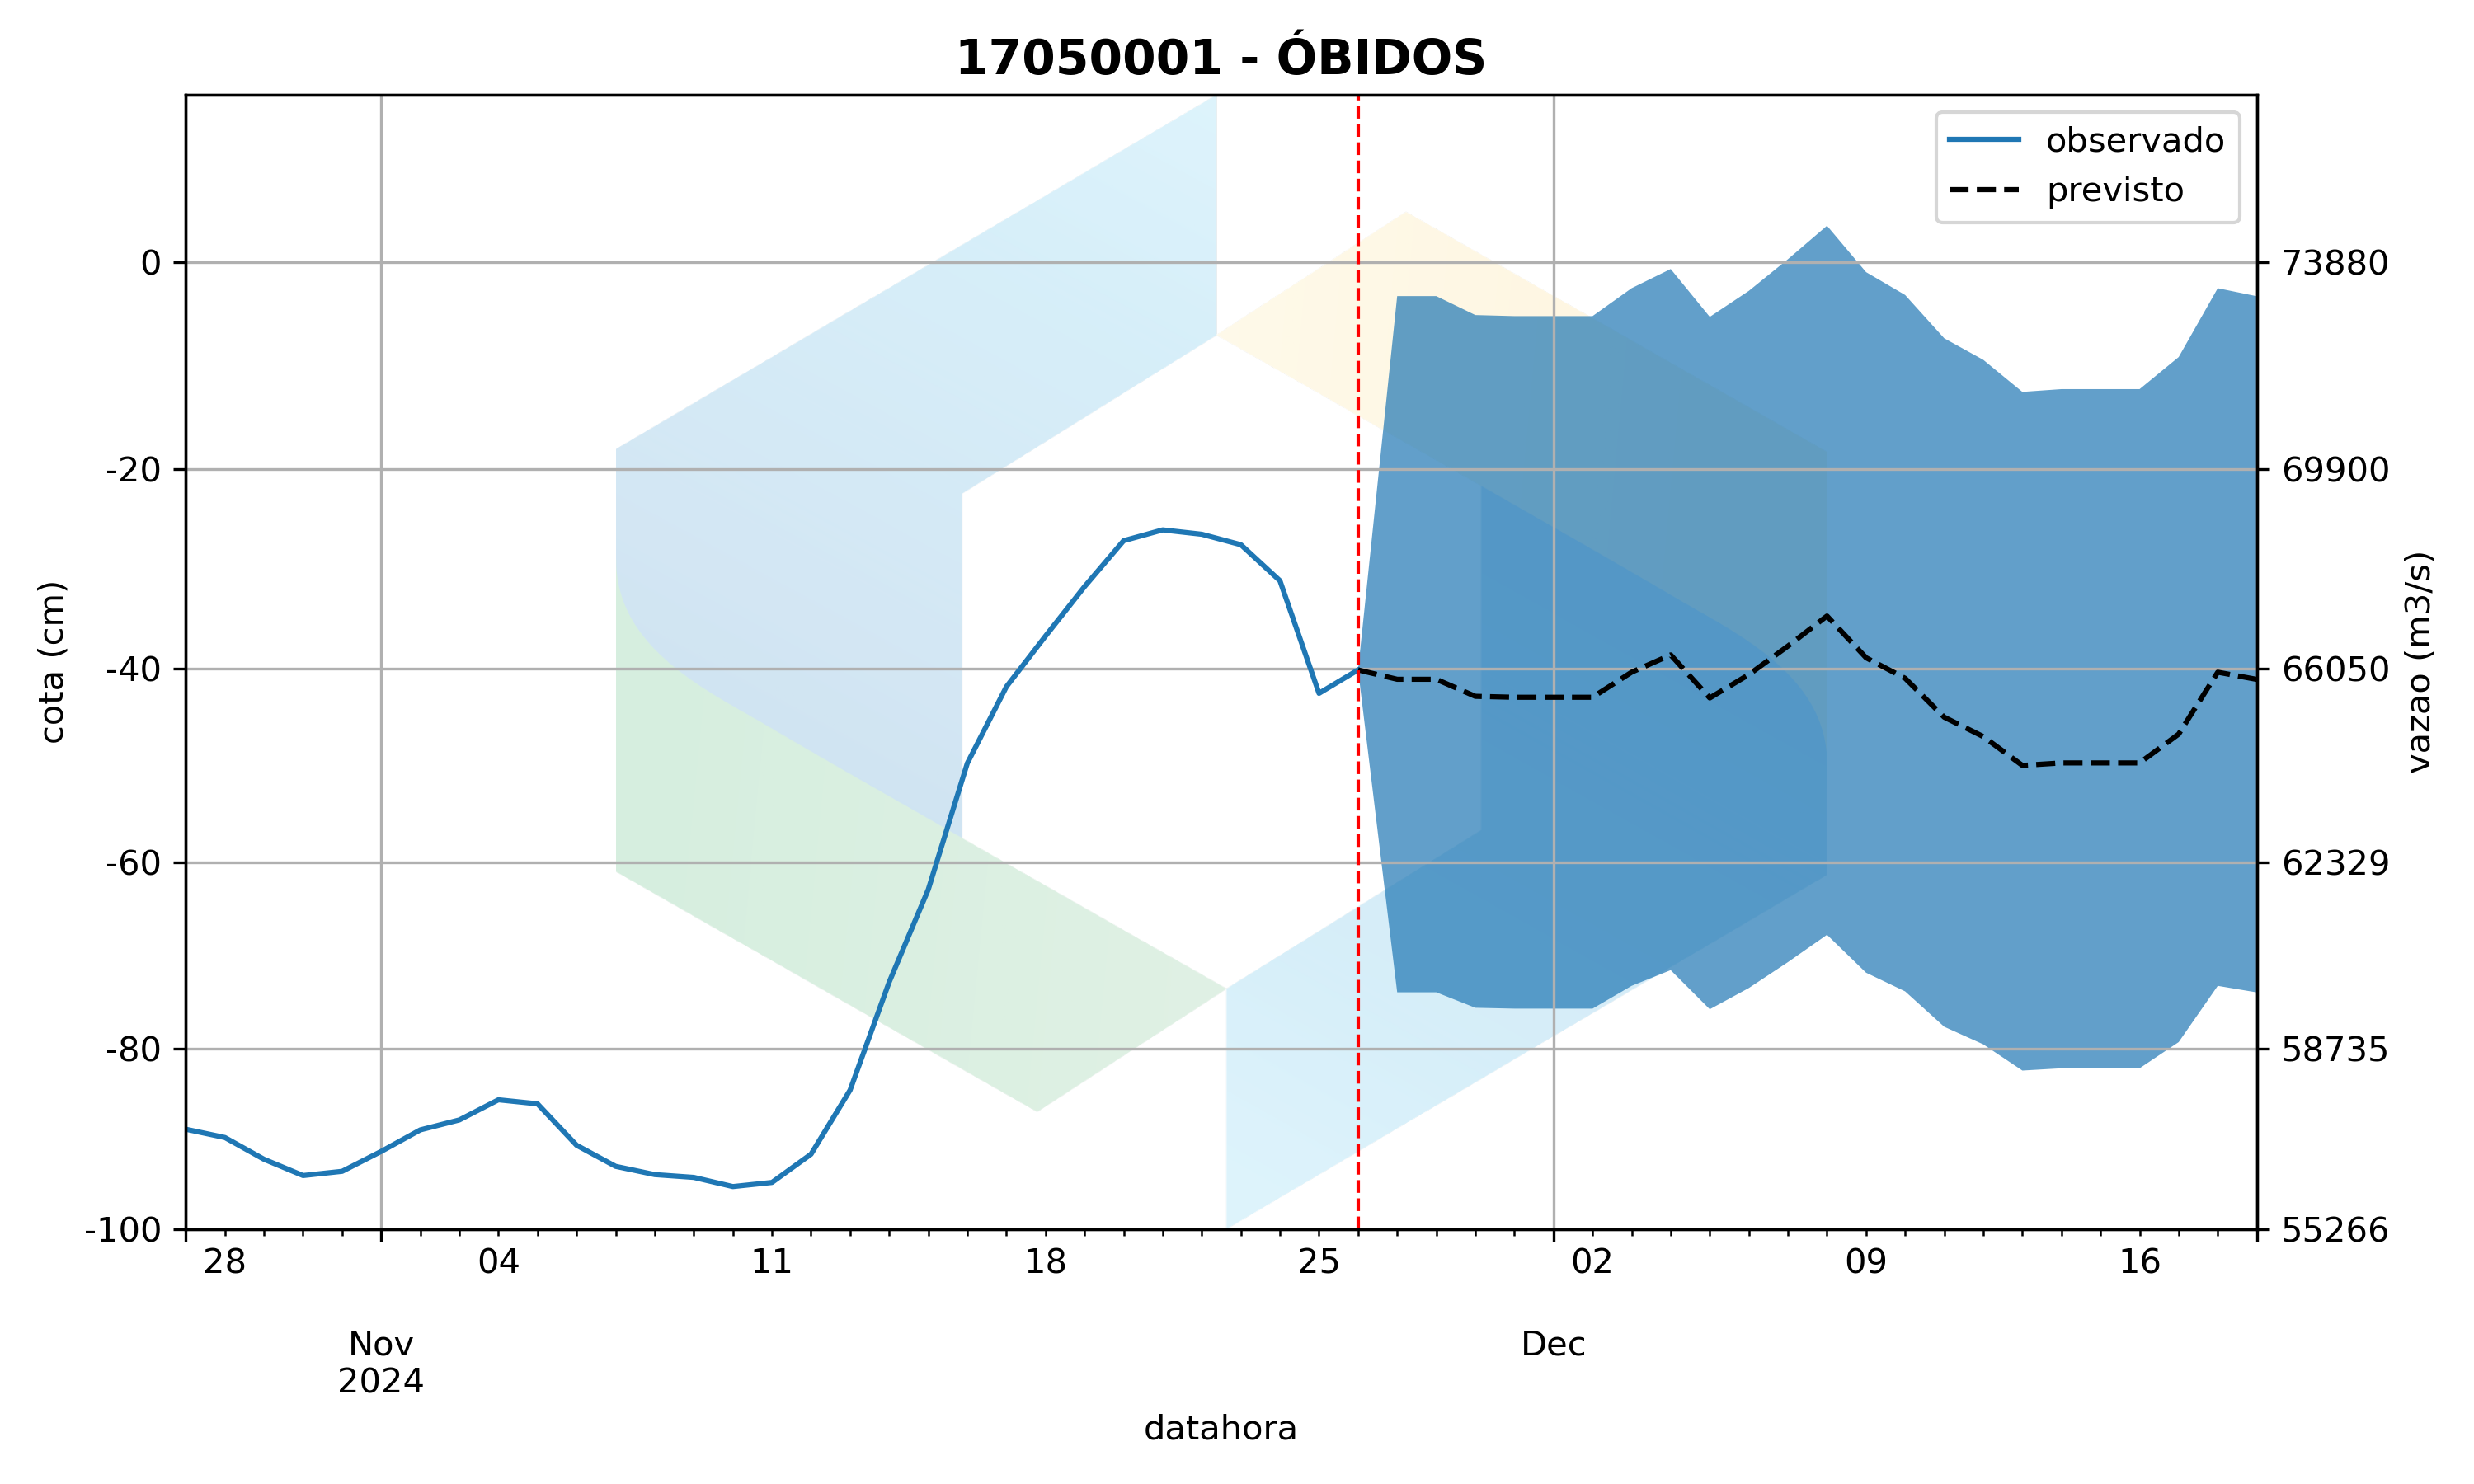 17050001 - ÓBIDOS
observado
previsto
0
-20
-40
-60
-80
-100
cota (cm)
73880
69900
66050
62329
58735
55266
vazao (m3/s)
28
04
11
18
25
02
09
16
Nov
2024
Dec
datahora